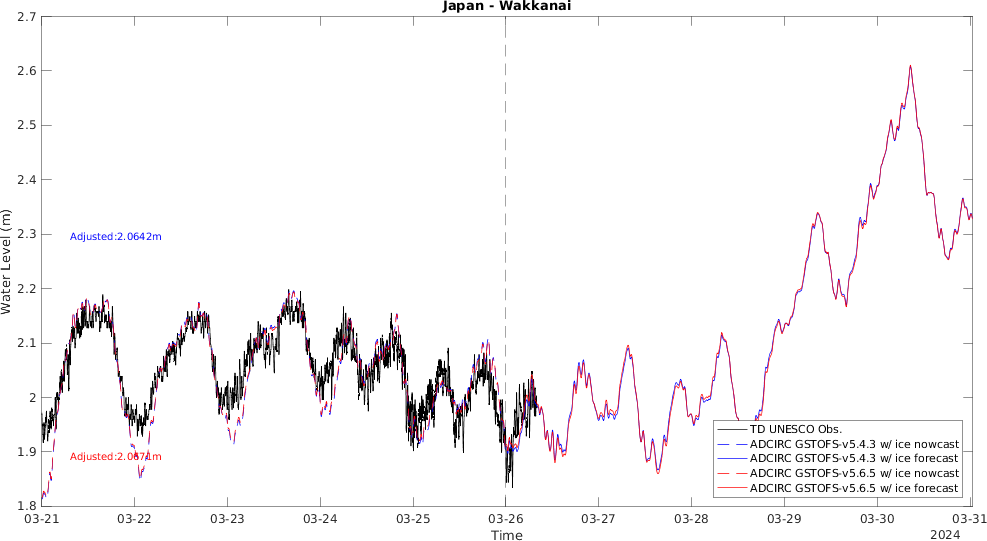 Japan - Wakkanai
2.7
2.6
2.5
2.4
2.3
2.2
2.1
2
1.9
1.8
Water Level (m)
Adjusted:2.0642m
Adjusted:2.0671m
TD UNESCO Obs.
ADCIRC GSTOFS-v5.4.3 w/ ice nowcast
ADCIRC GSTOFS-v5.4.3 w/ ice forecast
ADCIRC GSTOFS-v5.6.5 w/ ice nowcast
ADCIRC GSTOFS-v5.6.5 w/ ice forecast
03-21 03-22 03-23 03-24 03-25 03-26 03-27 03-28 03-29 03-30 03-31
Time
2024